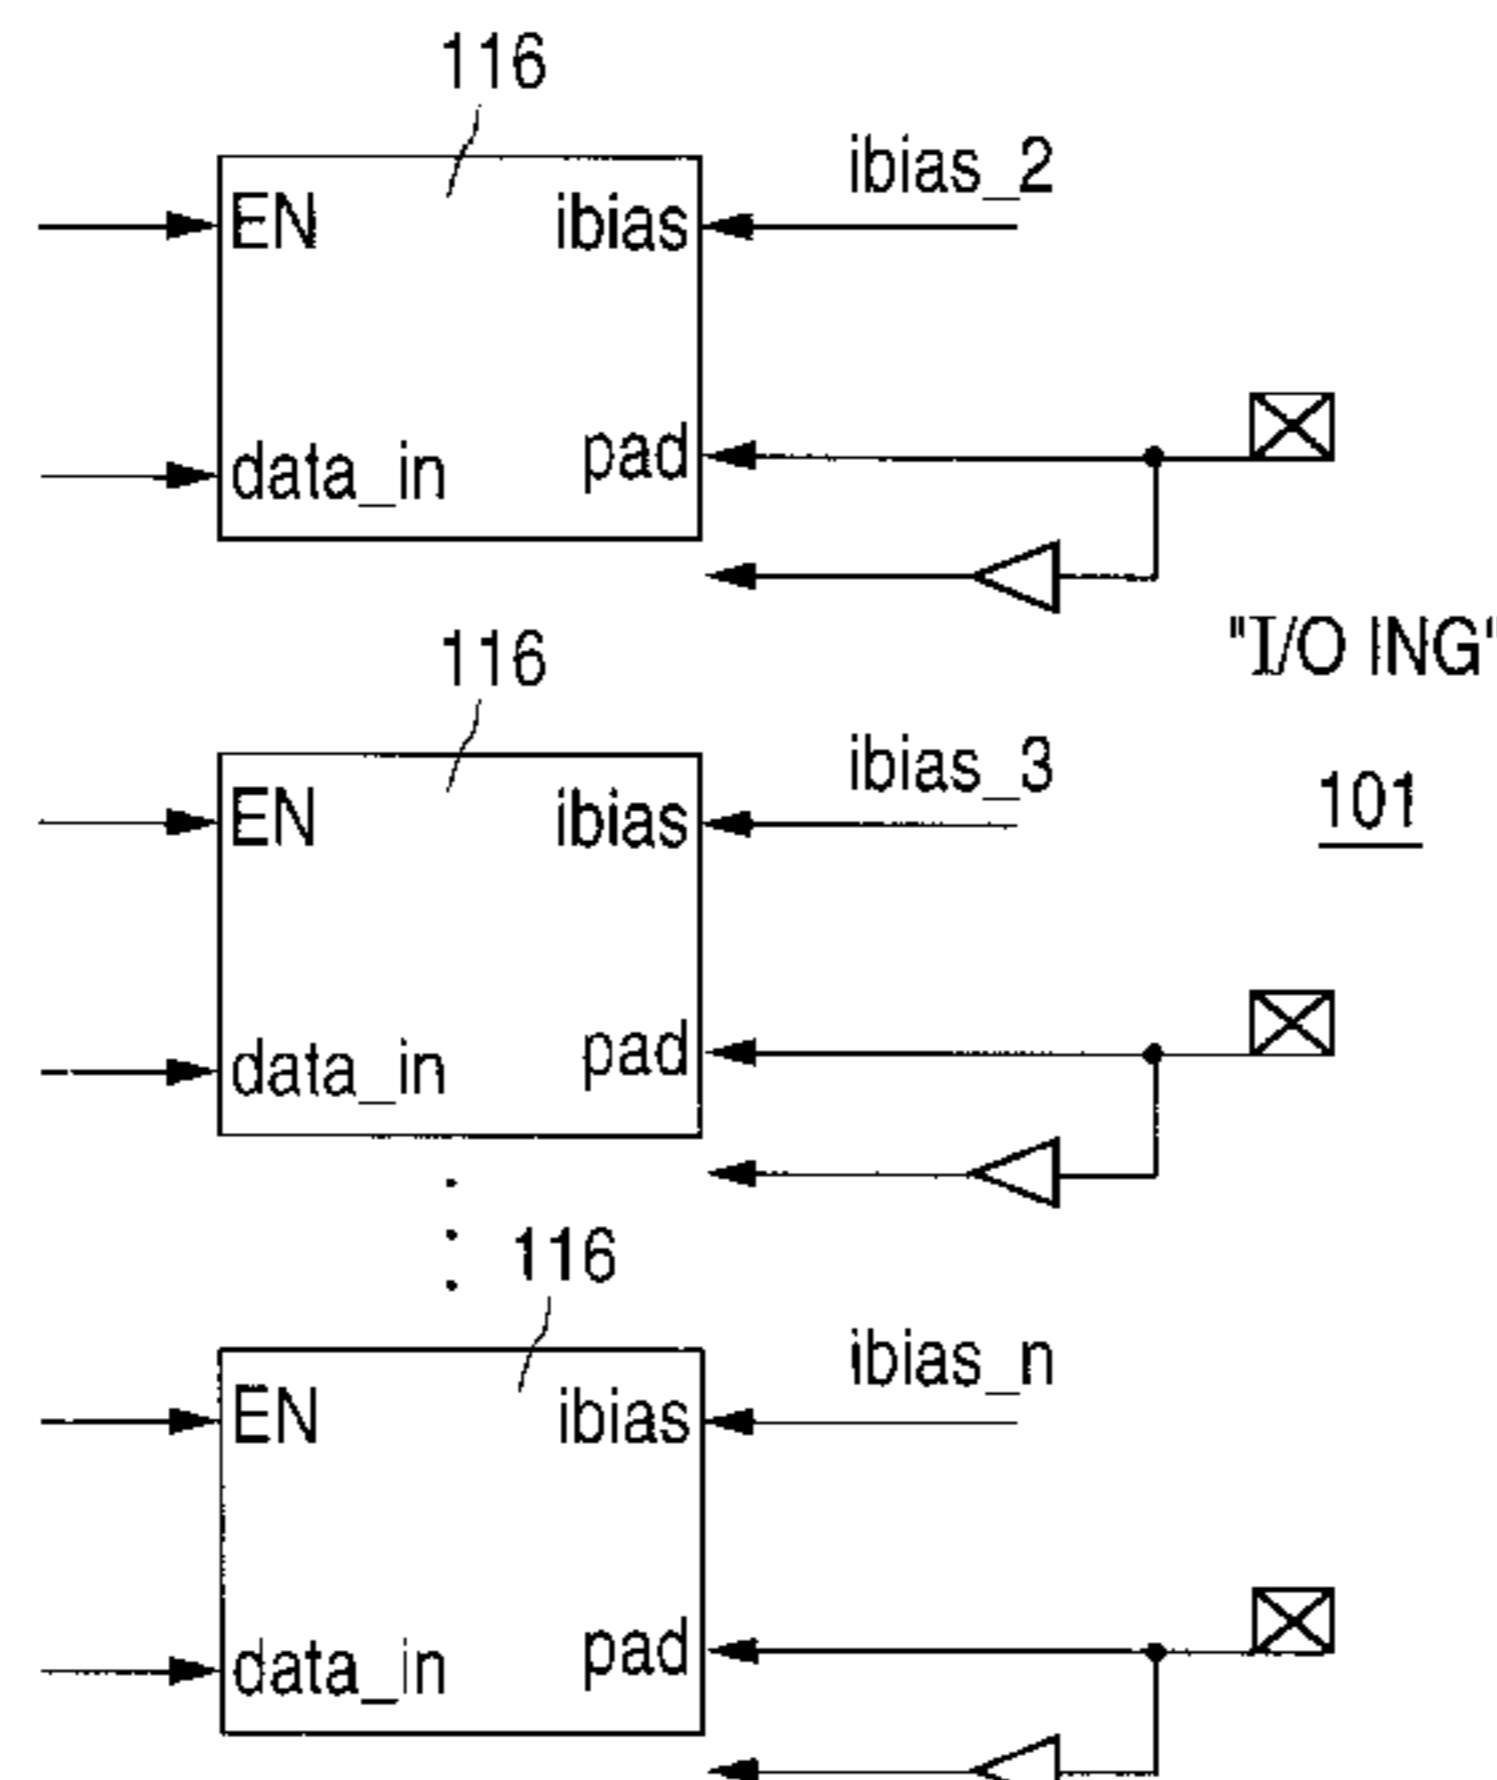 116
ibias_2
EN ibias
data_in pad
"I/O ING"
116
ibias_3
EN ibias
101
data_in pad
116
ibias_n
EN ibias
data_in pad